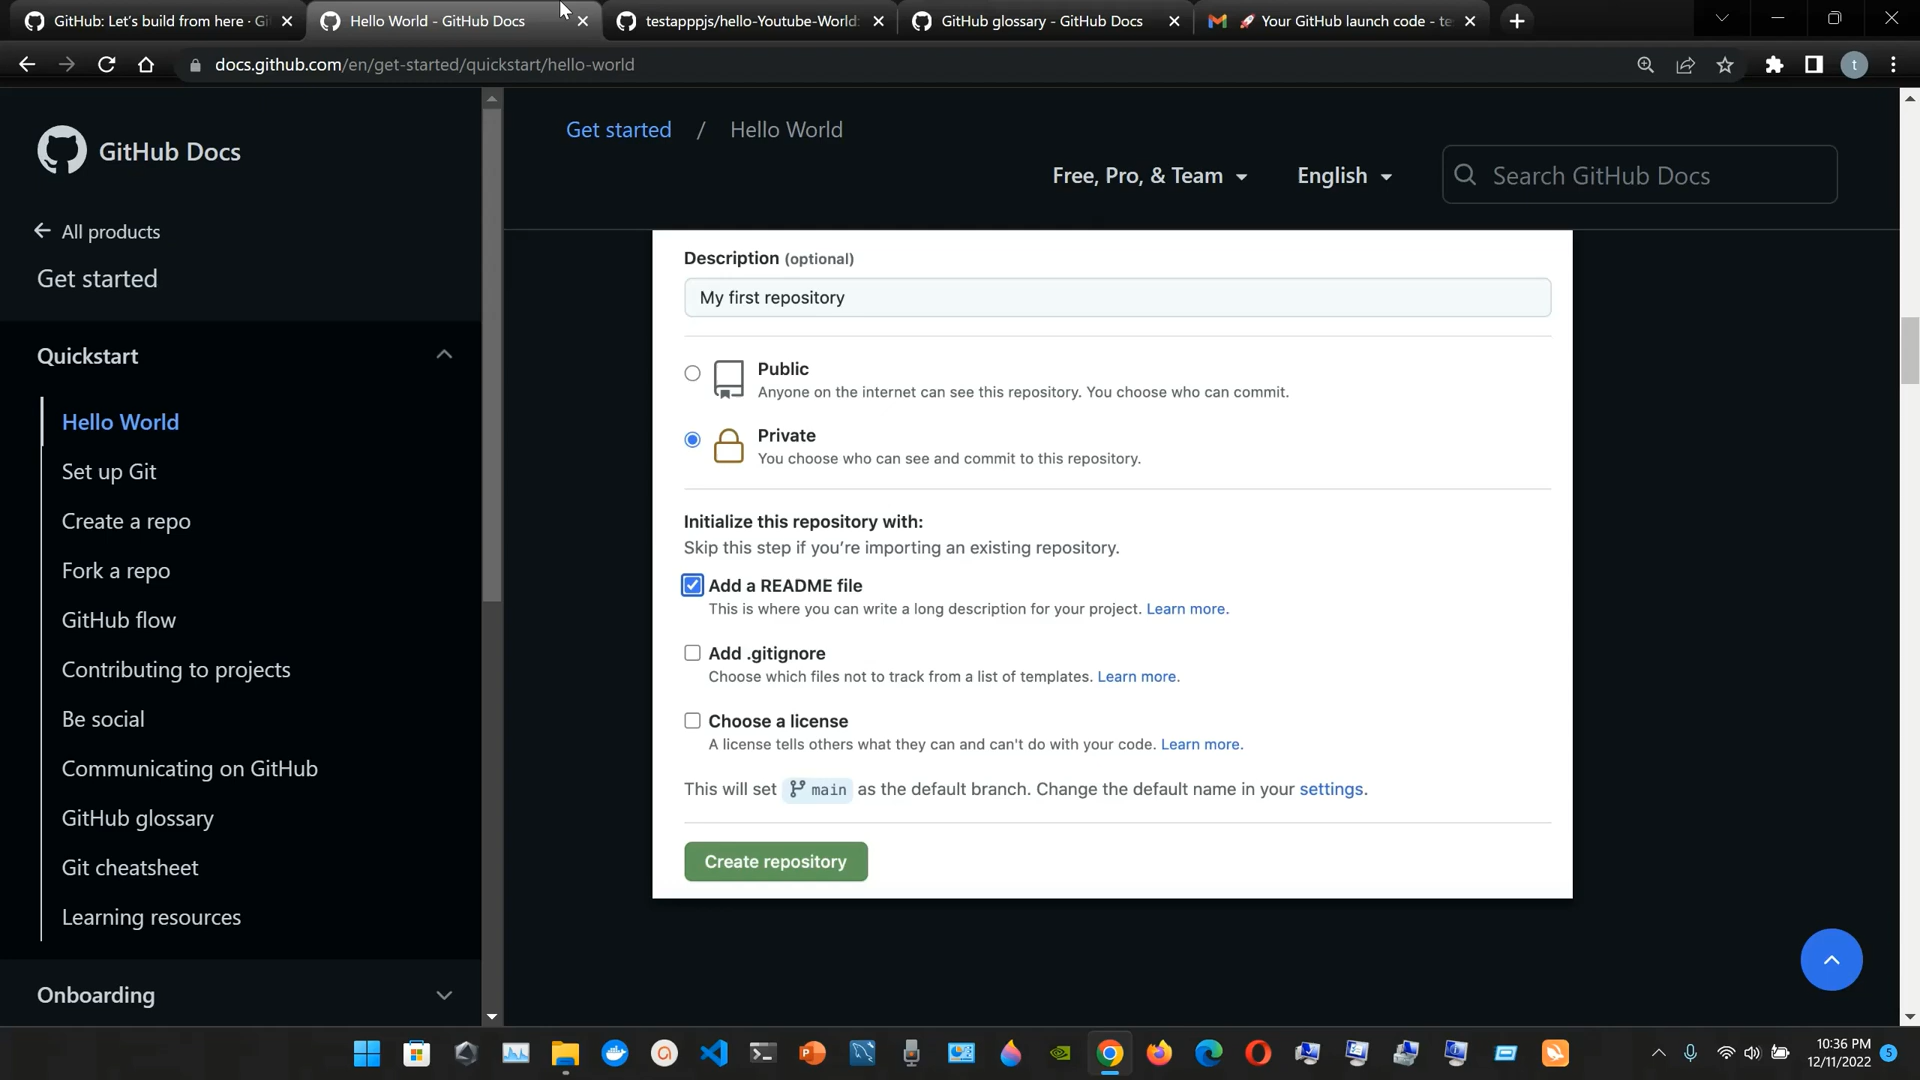 GitHub: Let's build from here · Gi
Hello World - GitHub Docs
testapppjs/hello-Youtube-World:
GitHub glossary - GitHub Docs
🚀 Your GitHub launch code - te
docs.github.com/en/get-started/quickstart/hello-world
t
GitHub Docs
All products
Get started
Quickstart
Hello World
Set up Git
Create a repo
Fork a repo
GitHub flow
Contributing to projects
Be social
Communicating on GitHub
GitHub glossary
Git cheatsheet
Learning resources
Onboarding
Get started / Hello World
Free, Pro, & Team
English
Search GitHub Docs
Description (optional)
My first repository
Public
Anyone on the internet can see this repository. You choose who can commit.
Private
You choose who can see and commit to this repository.
Initialize this repository with:
Skip this step if you're importing an existing repository.
Add a README file
This is where you can write a long description for your project. Learn more.
Add .gitignore
Choose which files not to track from a list of templates. Learn more.
Choose a license
A license tells others what they can and can't do with your code. Learn more.
This will set main as the default branch. Change the default name in your settings.
Create repository
10:36 PM
12/11/2022
5